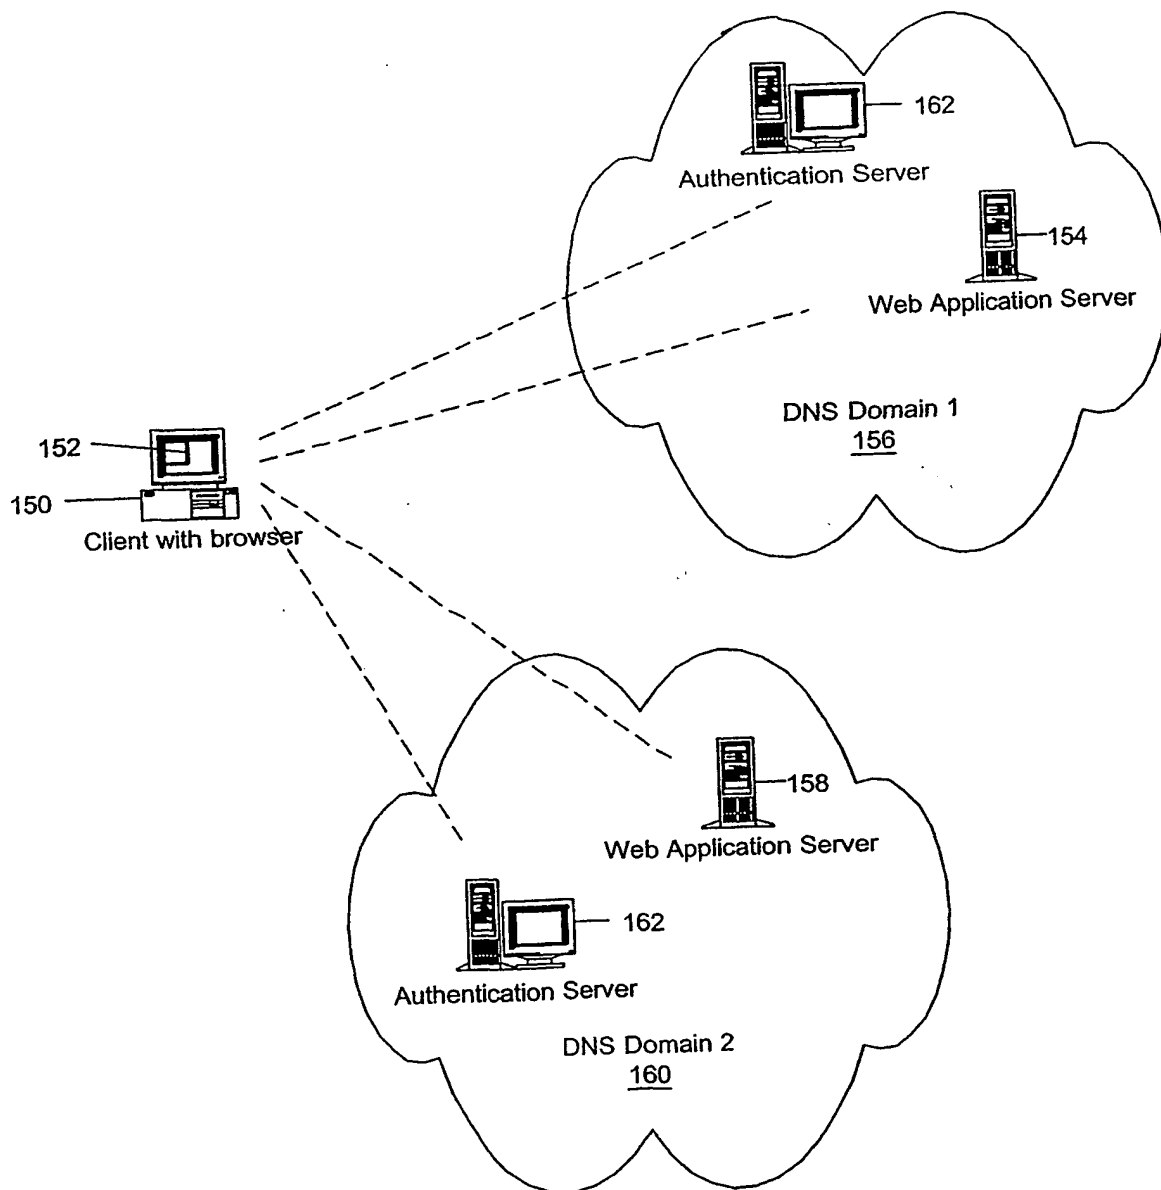 162
Authentication Server
154
Web Application Server
DNS Domain 1
156
152
150
Client with browser
158
Web Application Server
162
Authentication Server
DNS Domain 2
160